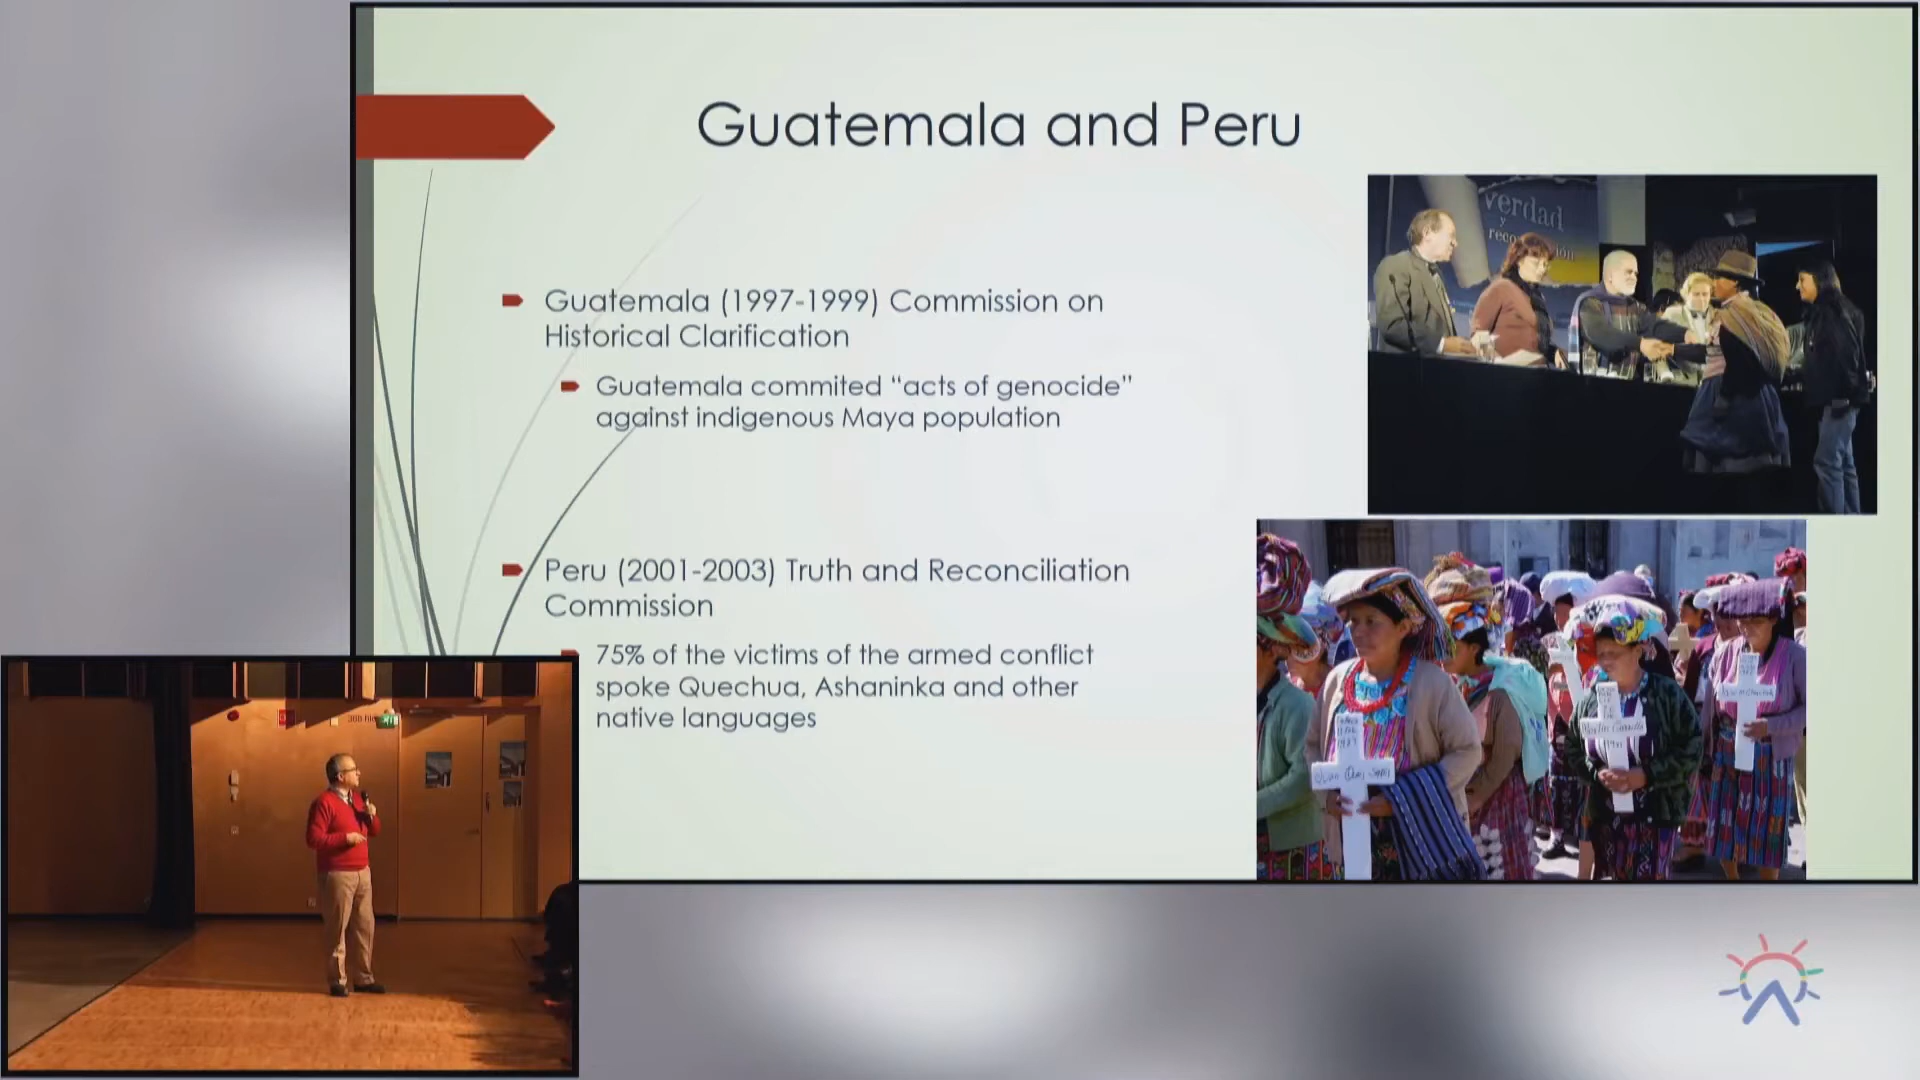 Guatemala and Peru
Guatemala (1997-1999) Commission on
Historical Clarification
Guatemala commited “acts of genocide”
against indigenous Maya population
Peru (2001-2003) Truth and Reconciliation
Commission
75% of the victims of the armed conflict
spoke Quechua, Ashaninka and other
native languages
verdad
y